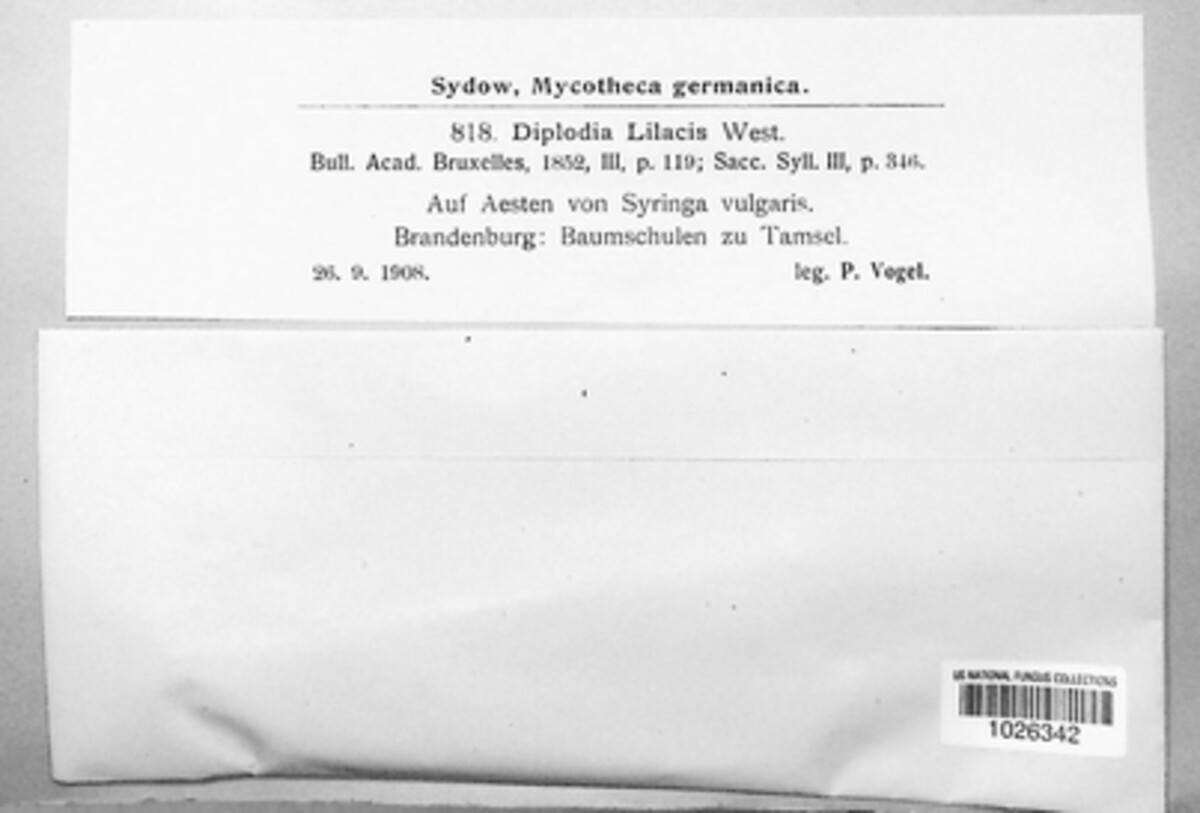 Sydow, Mycotheca germanica.
818. Diplodia Lilacis West.
Bull. Acad. Bruxelles, 1852, III, p. 119; Sacc. Syll. III, p. 346.
Auf Aesten von Syringa vulgaris.
Brandenburg: Baumschulen zu Tamsel.
26. 9. 1908. leg. P. Vogel.
US NATIONAL FUNGUS COLLECTIONS
1026342